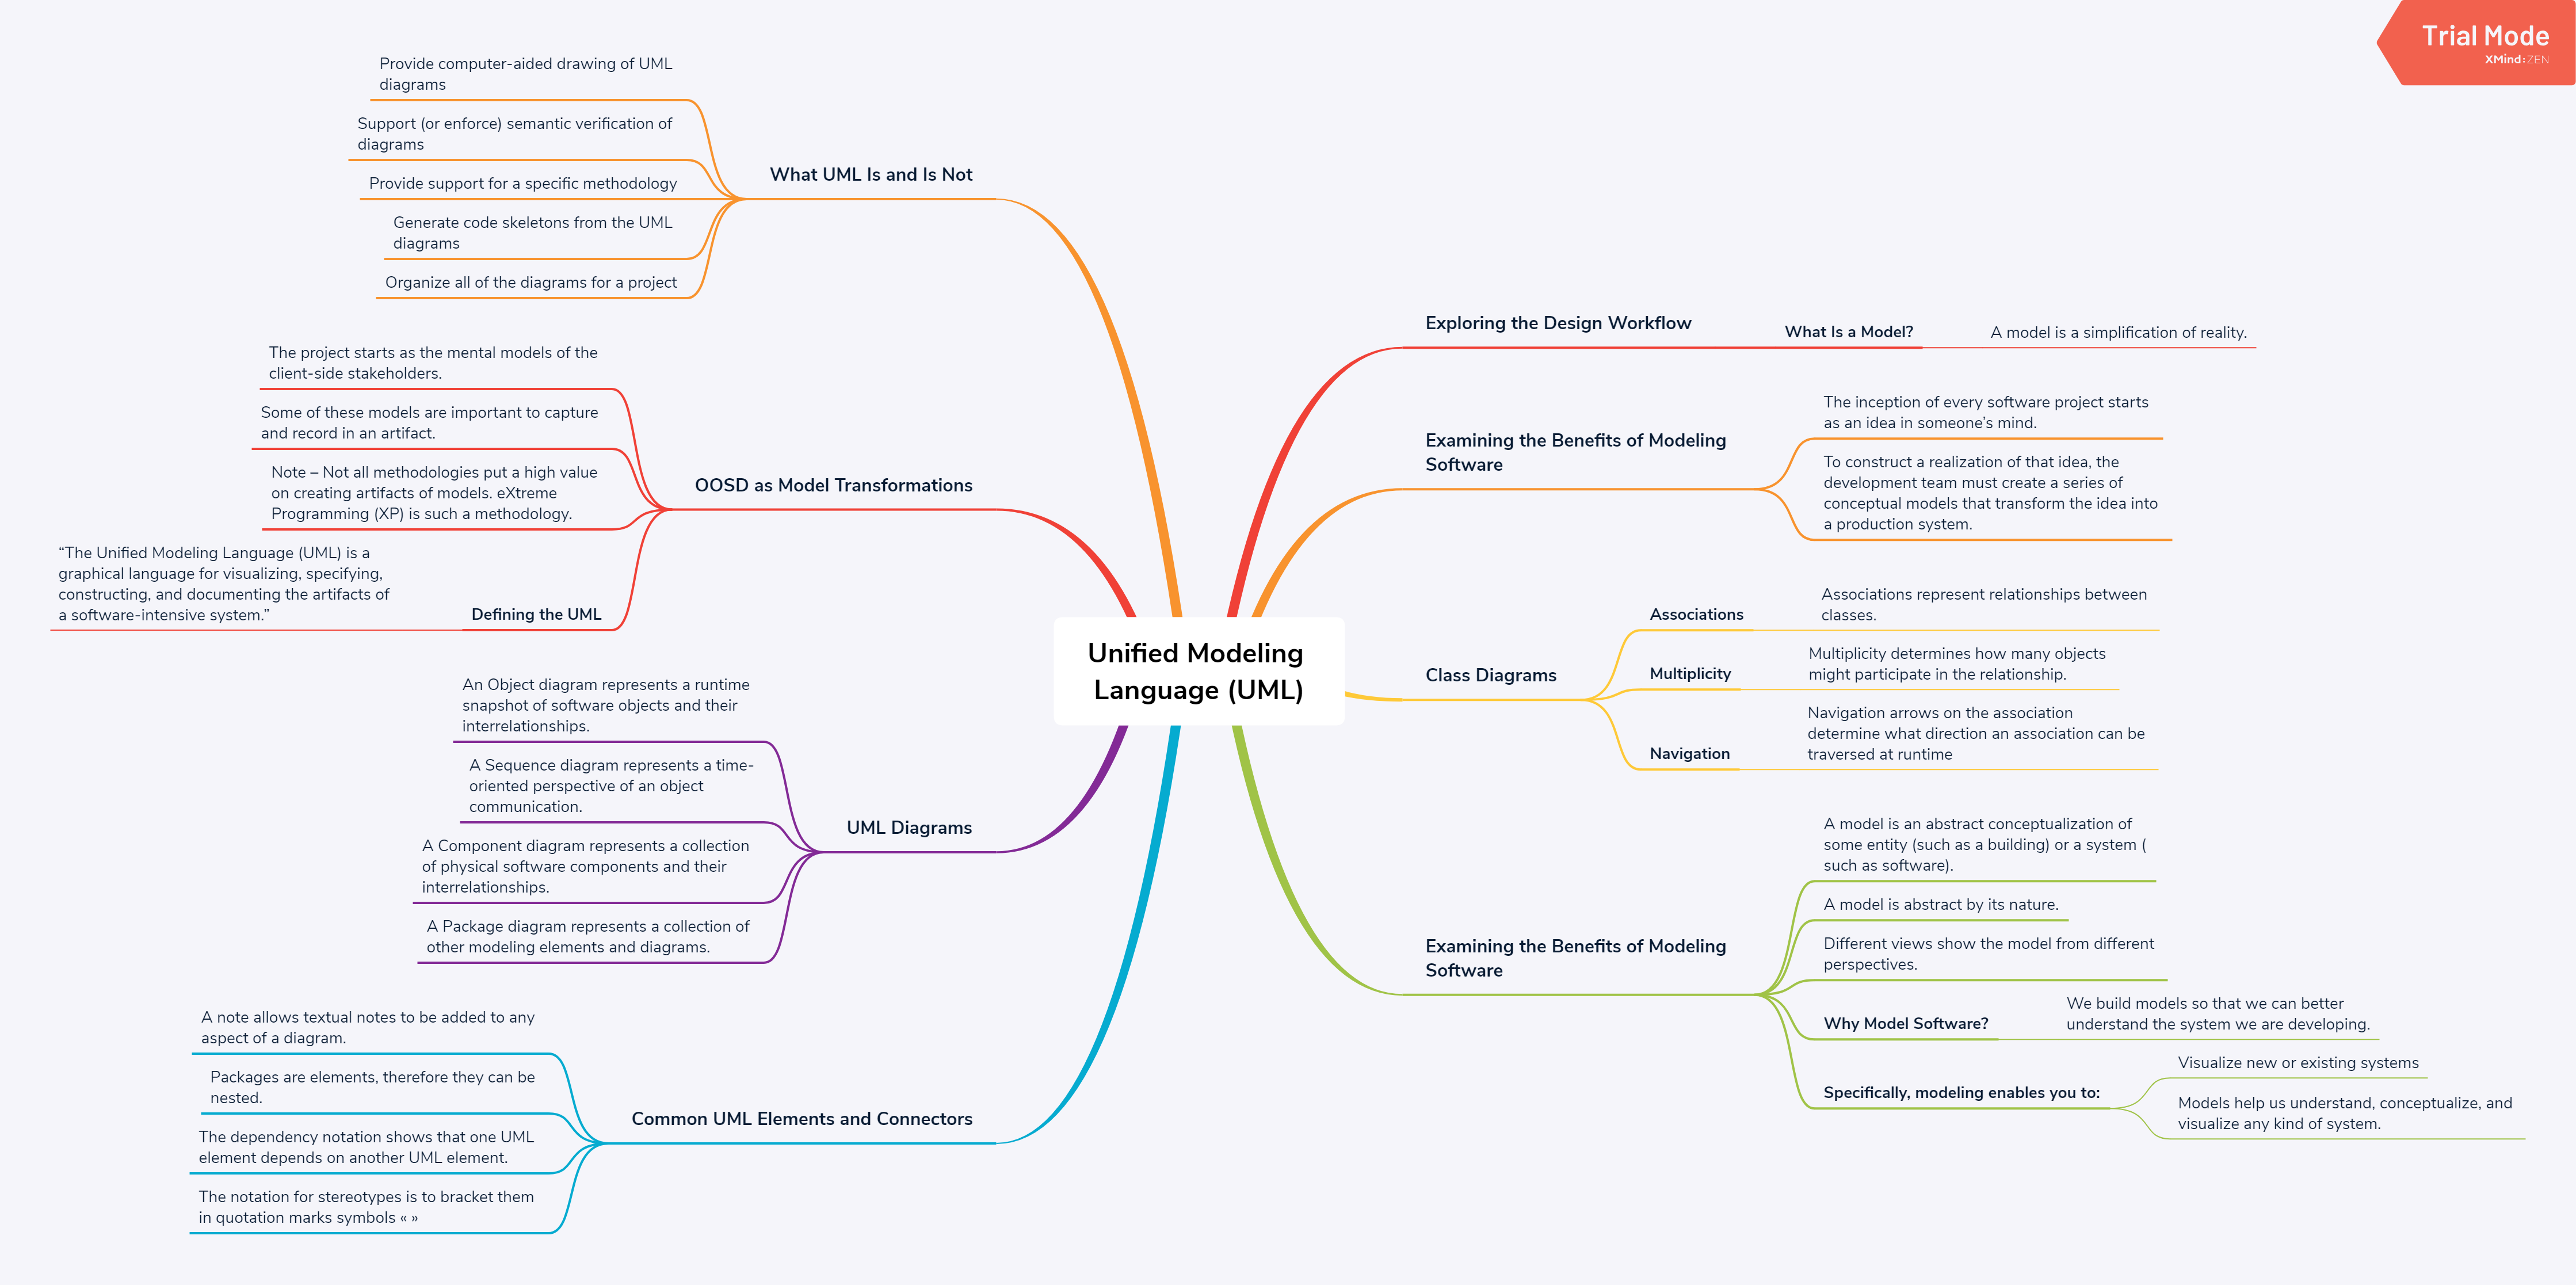 Trial Mode
XMind:ZEN
Unified Modeling
Language (UML)
Exploring the Design Workflow
What Is a Model?
A model is a simplification of reality.
Examining the Benefits of Modeling
Software
The inception of every software project starts
as an idea in someone’s mind.
To construct a realization of that idea, the
development team must create a series of
conceptual models that transform the idea into
a production system.
Class Diagrams
Associations
Associations represent relationships between
classes.
Multiplicity
Multiplicity determines how many objects
might participate in the relationship.
Navigation
Navigation arrows on the association
determine what direction an association can be
traversed at runtime
Examining the Benefits of Modeling
Software
A model is an abstract conceptualization of
some entity (such as a building) or a system (
such as software).
A model is abstract by its nature.
Different views show the model from different
perspectives.
Why Model Software?
We build models so that we can better
understand the system we are developing.
Specifically, modeling enables you to:
Visualize new or existing systems
Models help us understand, conceptualize, and
visualize any kind of system.
What UML Is and Is Not
Provide computer-aided drawing of UML
diagrams
Support (or enforce) semantic verification of
diagrams
Provide support for a specific methodology
Generate code skeletons from the UML
diagrams
Organize all of the diagrams for a project
OOSD as Model Transformations
The project starts as the mental models of the
client-side stakeholders.
Some of these models are important to capture
and record in an artifact.
Note – Not all methodologies put a high value
on creating artifacts of models. eXtreme
Programming (XP) is such a methodology.
Defining the UML
“The Unified Modeling Language (UML) is a
graphical language for visualizing, specifying,
constructing, and documenting the artifacts of
a software-intensive system.”
UML Diagrams
An Object diagram represents a runtime
snapshot of software objects and their
interrelationships.
A Sequence diagram represents a time-
oriented perspective of an object
communication.
A Component diagram represents a collection
of physical software components and their
interrelationships.
A Package diagram represents a collection of
other modeling elements and diagrams.
Common UML Elements and Connectors
A note allows textual notes to be added to any
aspect of a diagram.
Packages are elements, therefore they can be
nested.
The dependency notation shows that one UML
element depends on another UML element.
The notation for stereotypes is to bracket them
in quotation marks symbols « »